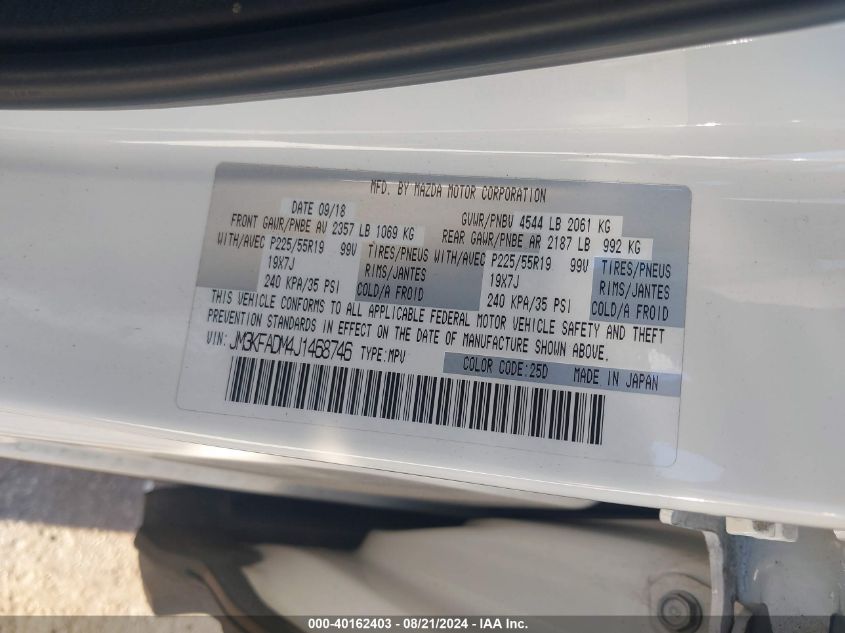 MFD. BY MAZDA MOTOR CORPORATION
DATE 09/18 GVWR/PNBV 4544 LB 2061 KG
FRONT GAWR/PNBE AV 2357 LB 1069 KG REAR GAWR/PNBE AR 2187 LB 992 KG
WITH/AVEC P225/55R19 99V TIRES/PNEUS WITH/AVEC P225/55R19 99V TIRES/PNEUS
19X7J RIMS/JANTES 19X7J RIMS/JANTES
240 KPA/35 PSI COLD/A FROID 240 KPA/35 PSI COLD/A FROID
THIS VEHICLE CONFORMS TO ALL APPLICABLE FEDERAL MOTOR VEHICLE SAFETY AND THEFT
PREVENTION STANDARDS IN EFFECT ON THE DATE OF MANUFACTURE SHOWN ABOVE.
VIN: JM3KFADM4J1468746 TYPE:MPV COLOR CODE:25D MADE IN JAPAN
000-40162403 - 08/21/2024 - IAA Inc.